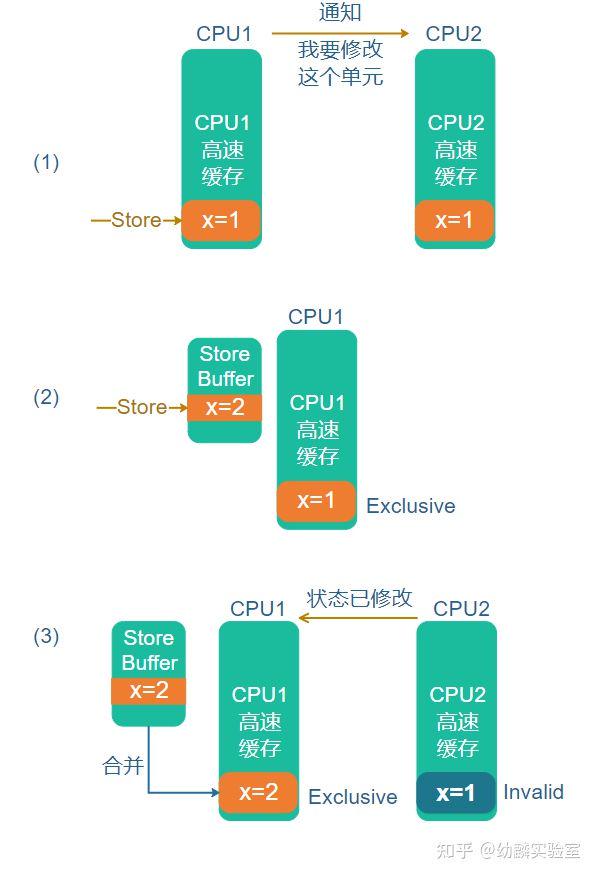 通知
CPU1
CPU2
我要修改
这个单元
CPU1
高速
缓存
CPU2
高速
缓存
(1)
Store
x=1
x=1
CPU1
Store
Buffer
(2)
Store
x=2
CPU1
高速
缓存
x=1
Exclusive
状态已修改
CPU1
CPU2
(3)
Store
Buffer
x=2
CPU1
高速
缓存
CPU2
高速
缓存
合并
x=2
Exclusive
x=1
Invalid
知乎 @幼麟实验室